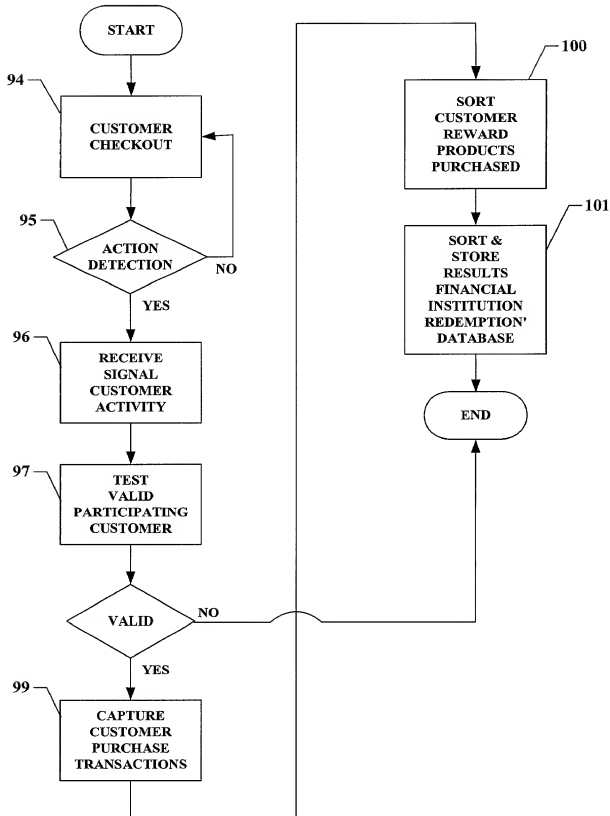 START
94
CUSTOMER
CHECKOUT
95
ACTION
DETECTION
NO
YES
96
RECEIVE
SIGNAL
CUSTOMER
ACTIVITY
97
TEST
VALID
PARTICIPATING
CUSTOMER
VALID
NO
YES
99
CAPTURE
CUSTOMER
PURCHASE
TRANSACTIONS
100
SORT
CUSTOMER
REWARD
PRODUCTS
PURCHASED
101
SORT &
STORE
RESULTS
FINANCIAL
INSTITUTION
REDEMPTION'
DATABASE
END